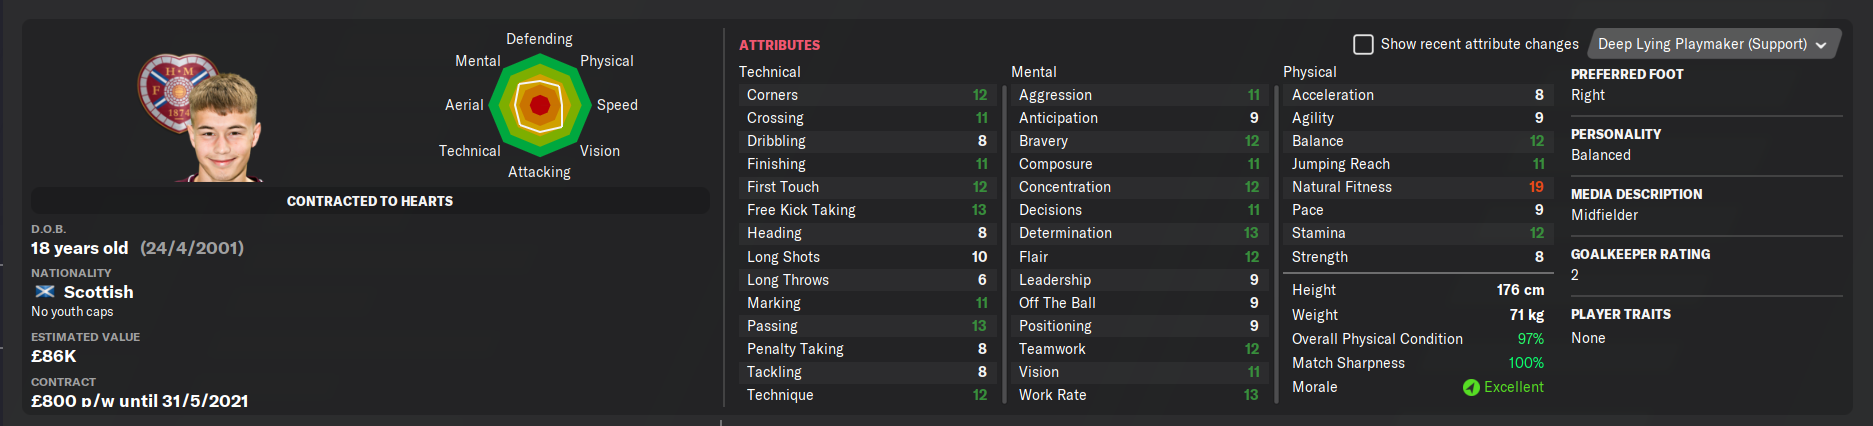 H M
F
1874
Defending
Mental
Physical
Aerial
Speed
Technical
Vision
Attacking
CONTRACTED TO HEARTS
D.O.B.
18 years old (24/4/2001)
NATIONALITY
Scottish
No youth caps
ESTIMATED VALUE
£86K
CONTRACT
£800 p/w until 31/5/2021
ATTRIBUTES
Show recent attribute changes
Deep Lying Playmaker (Support)
Technical
Corners 12
Crossing 11
Dribbling 8
Finishing 11
First Touch 12
Free Kick Taking 13
Heading 8
Long Shots 10
Long Throws 6
Marking 11
Passing 13
Penalty Taking 8
Tackling 8
Technique 12
Mental
Aggression 11
Anticipation 9
Bravery 12
Composure 11
Concentration 12
Decisions 11
Determination 13
Flair 12
Leadership 9
Off The Ball 9
Positioning 9
Teamwork 12
Vision 11
Work Rate 13
Physical
Acceleration 8
Agility 9
Balance 12
Jumping Reach 11
Natural Fitness 19
Pace 9
Stamina 12
Strength 8
Height 176 cm
Weight 71 kg
Overall Physical Condition 97%
Match Sharpness 100%
Morale Excellent
PREFERRED FOOT
Right
PERSONALITY
Balanced
MEDIA DESCRIPTION
Midfielder
GOALKEEPER RATING
2
PLAYER TRAITS
None